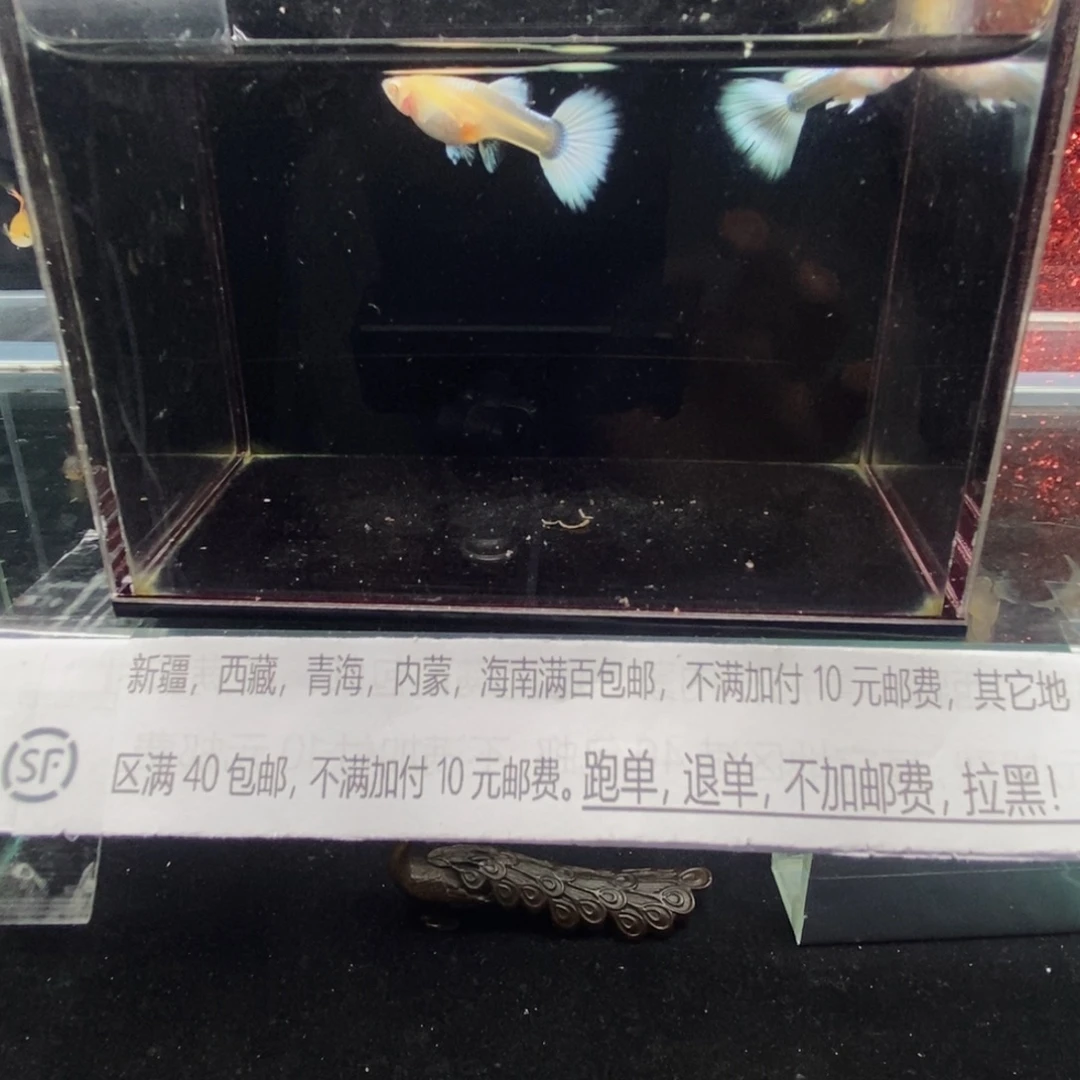 新疆，西藏，青海，内蒙，海南满百包邮，不满加付 10 元邮费，其它地
SF
区满 40 包邮，不满加付 10 元邮费。跑单，退单，不加邮费，拉黑！